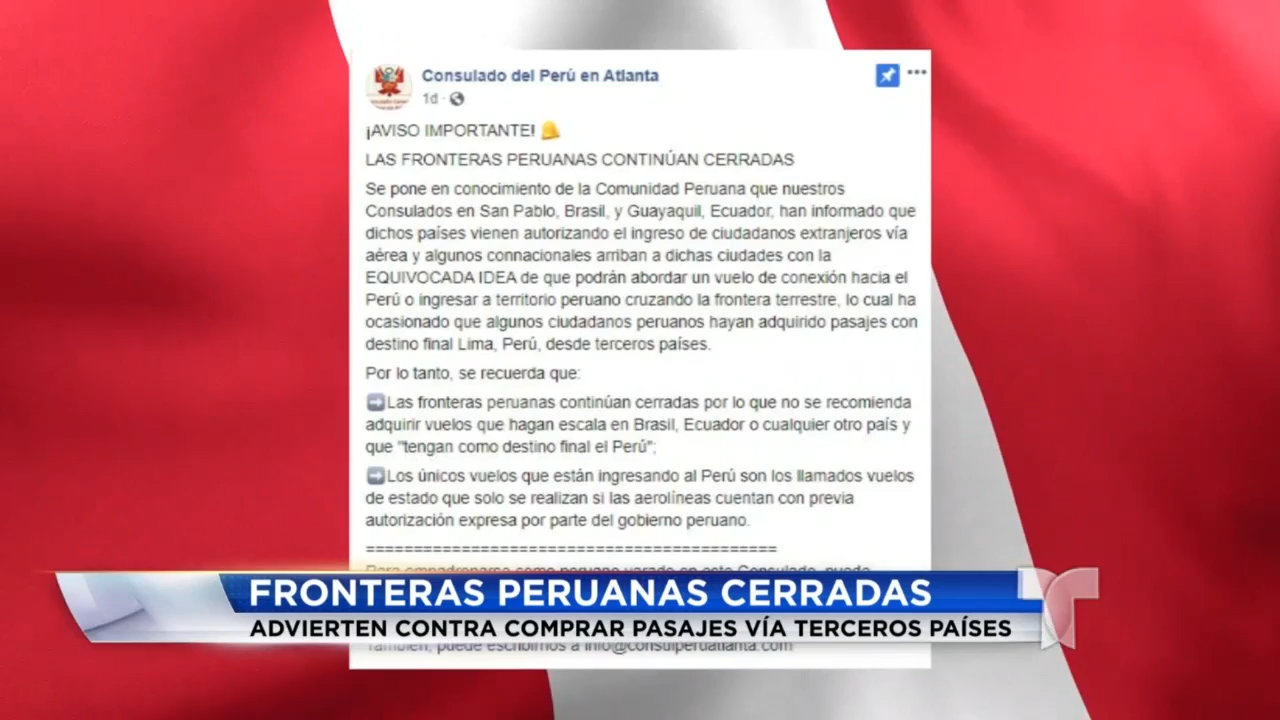 Consulado del Perú en Atlanta
1d
¡AVISO IMPORTANTE!
LAS FRONTERAS PERUANAS CONTINÚAN CERRADAS
Se pone en conocimiento de la Comunidad Peruana que nuestros
Consulados en San Pablo, Brasil, y Guayaquil, Ecuador, han informado que
dichos países vienen autorizando el ingreso de ciudadanos extranjeros vía
aérea y algunos connacionales arriban a dichas ciudades con la
EQUIVOCADA IDEA de que podrán abordar un vuelo de conexión hacia el
Perú o ingresar a territorio peruano cruzando la frontera terrestre, lo cual ha
ocasionado que algunos ciudadanos peruanos hayan adquirido pasajes con
destino final Lima, Perú, desde terceros países.
Por lo tanto, se recuerda que:
Las fronteras peruanas continúan cerradas por lo que no se recomienda
adquirir vuelos que hagan escala en Brasil, Ecuador o cualquier otro país y
que "tengan como destino final el Perú";
Los únicos vuelos que están ingresando al Perú son los llamados vuelos
de estado que solo se realizan si las aerolíneas cuentan con previa
autorización expresa por parte del gobierno peruano.
===========================================
Para empadronarse como peruano varado en este Consulado, puede
FRONTERAS PERUANAS CERRADAS
ADVIERTEN CONTRA COMPRAR PASAJES VÍA TERCEROS PAÍSES
También, puede escribirnos a info@consulperuatlanta.com